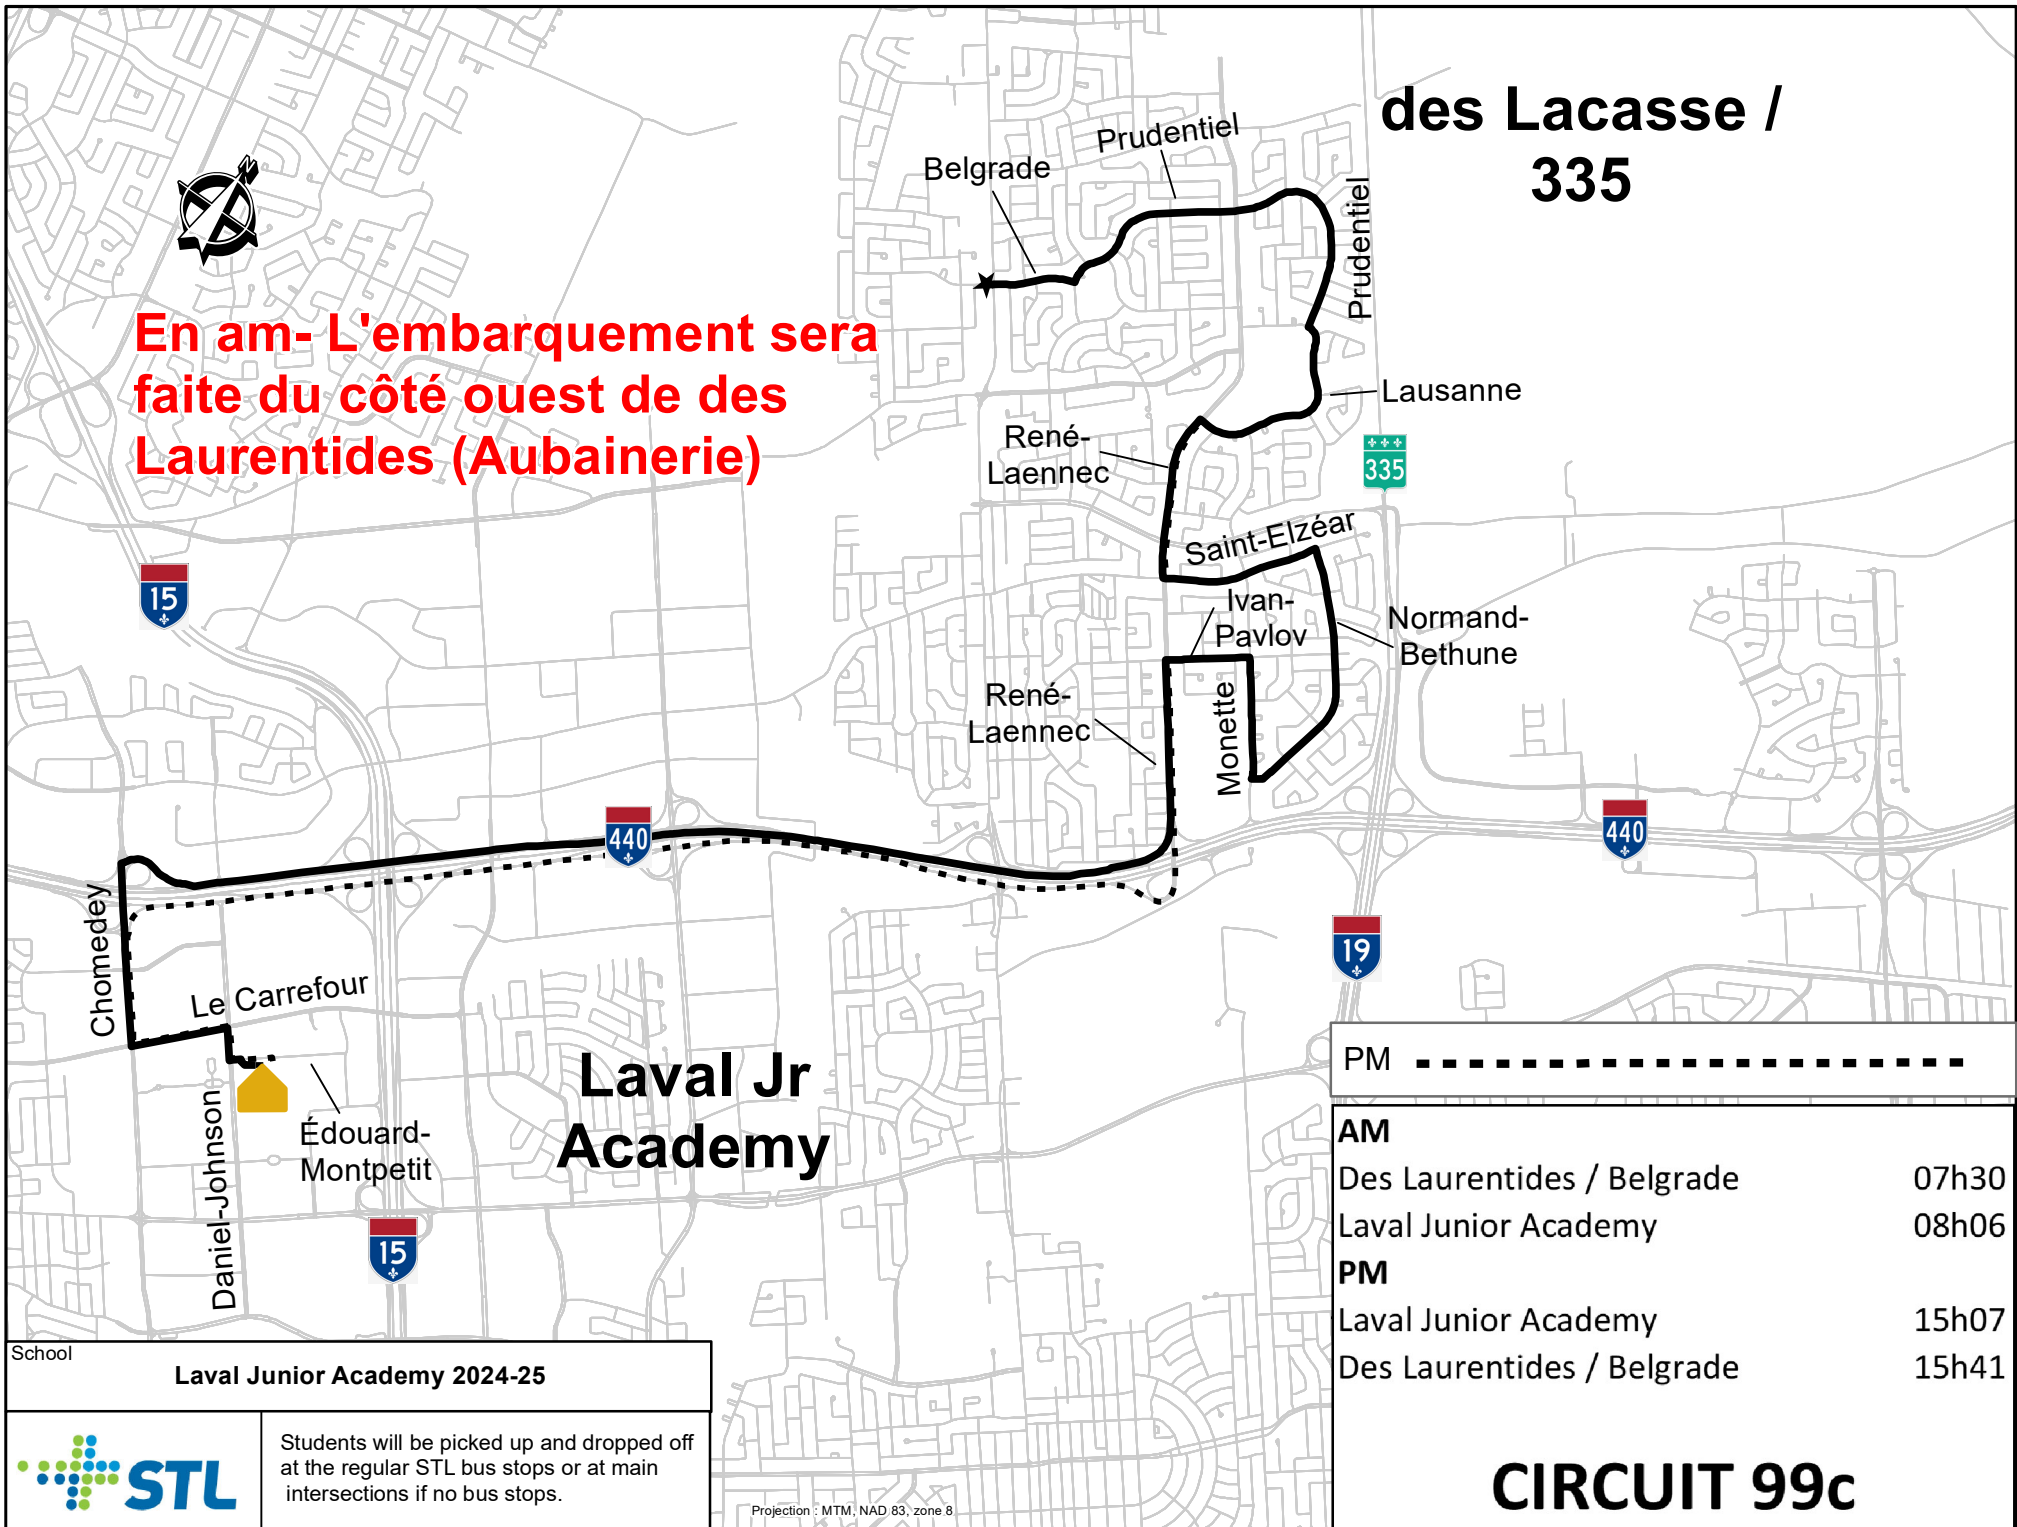 des Lacasse /
335
N
Prudentiel
Belgrade
Prudentiel
En am- L'embarquement sera
faite du côté ouest de des
Laurentides (Aubainerie)
Lausanne
René-
Laennec
335
Saint-Elzéar
15
Ivan-
Pavlov
Normand-
Bethune
René-
Laennec
Monette
440
440
Chomedey
19
Le Carrefour
Laval Jr
Academy
Édouard-
Montpetit
Daniel-Johnson
15
PM
AM
Des Laurentides / Belgrade 07h30
Laval Junior Academy 08h06
PM
Laval Junior Academy 15h07
Des Laurentides / Belgrade 15h41
CIRCUIT 99c
School
Laval Junior Academy 2024-25
STL
Students will be picked up and dropped off
at the regular STL bus stops or at main
intersections if no bus stops.
Projection : MTM, NAD 83, zone 8